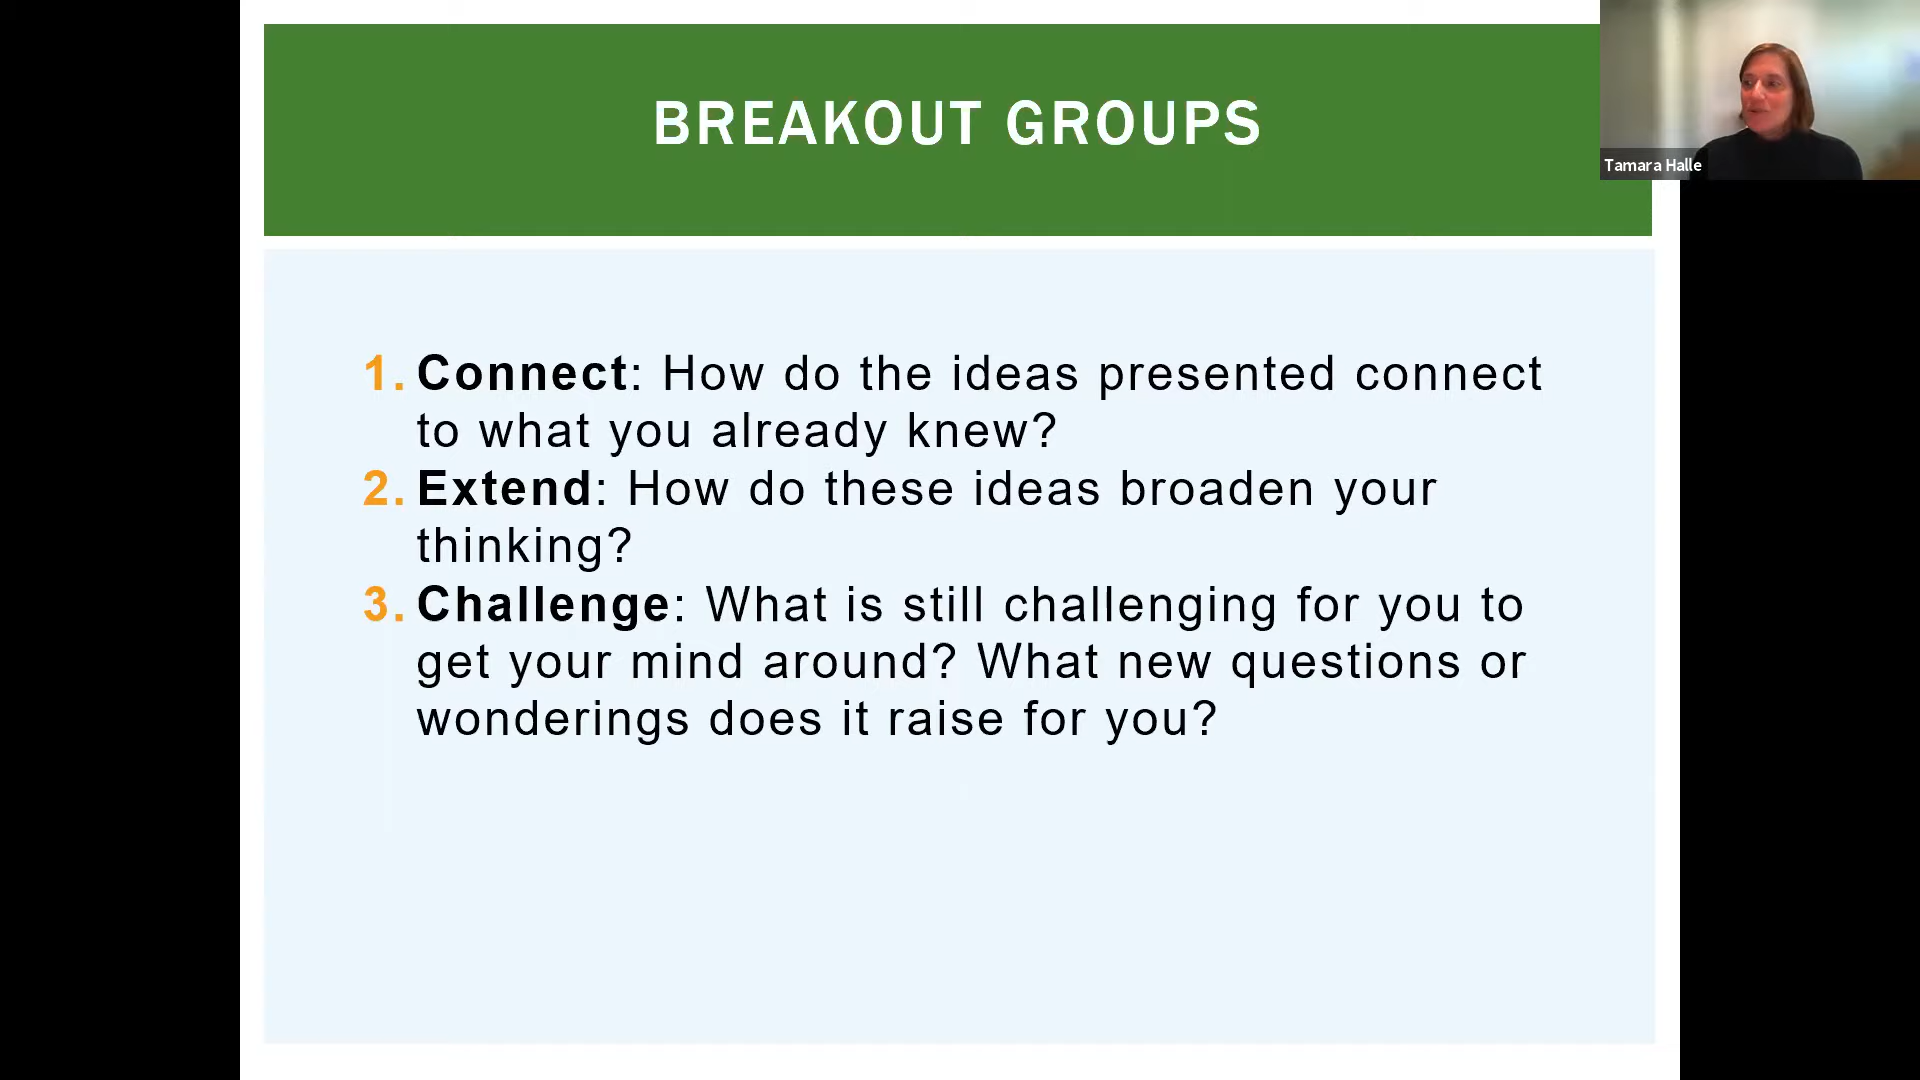 BREAKOUT GROUPS
Tamara Halle
1. Connect: How do the ideas presented connect
to what you already knew?
2. Extend: How do these ideas broaden your
thinking?
3. Challenge: What is still challenging for you to
get your mind around? What new questions or
wonderings does it raise for you?